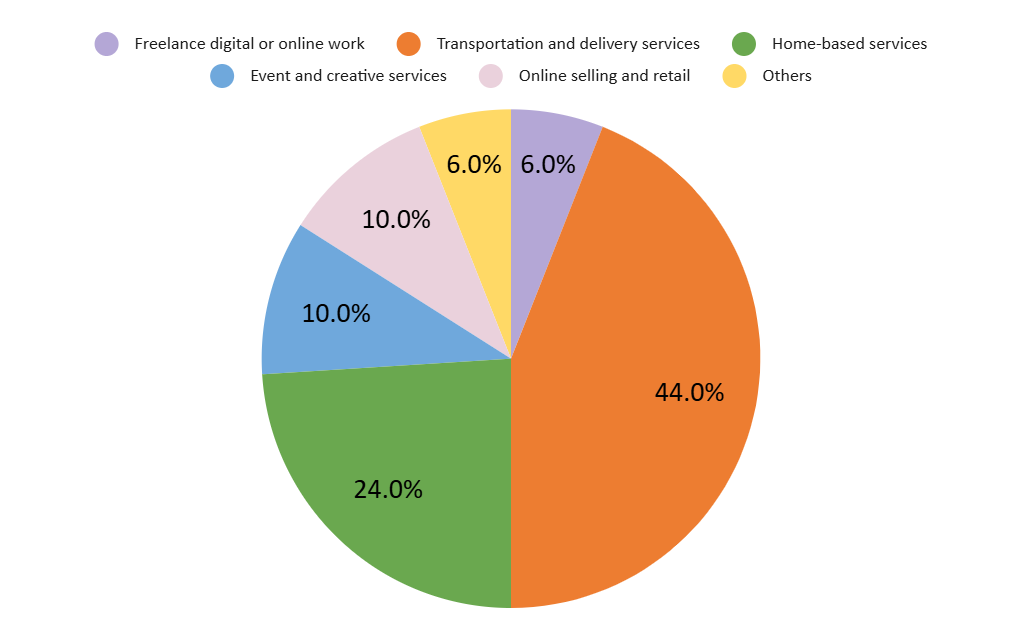 Freelance digital or online work Transportation and delivery services Home-based services
Event and creative services Online selling and retail Others
6.0% 6.0%
10.0%
10.0%
44.0%
24.0%